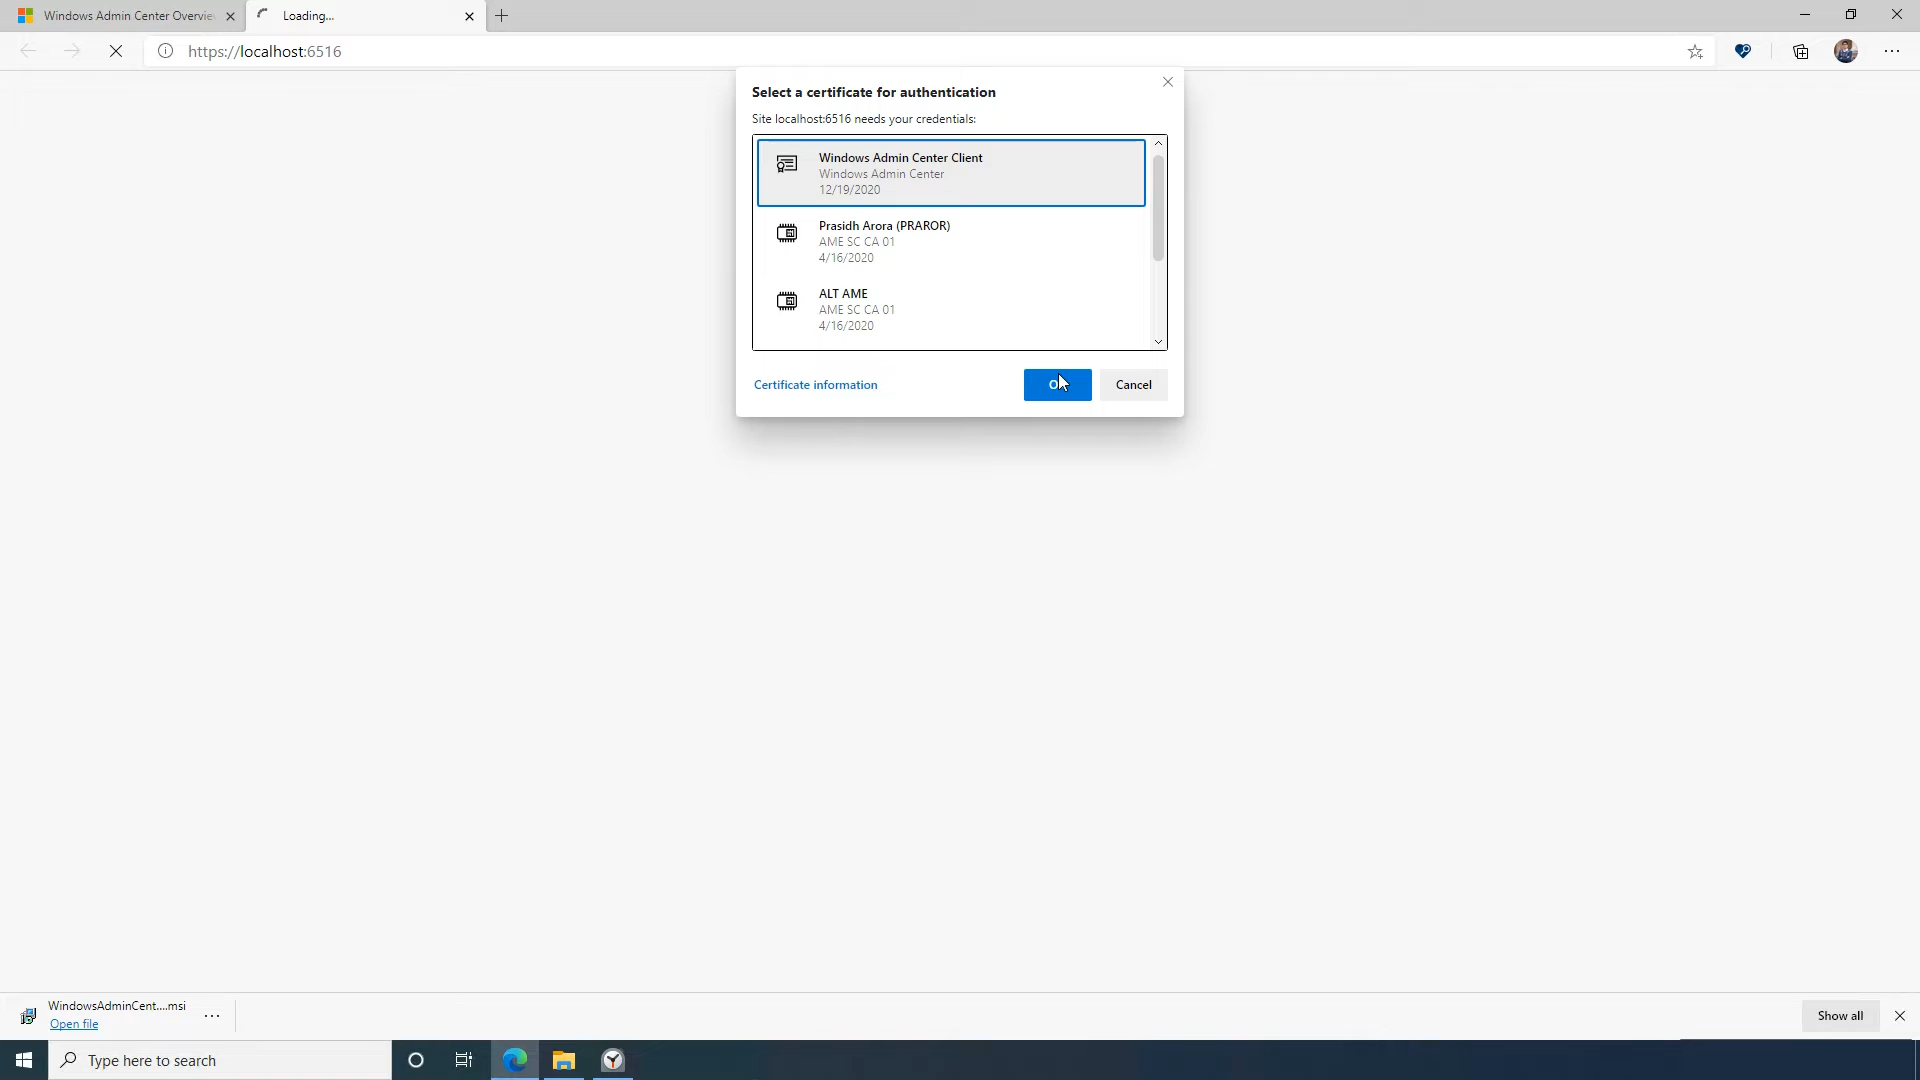 Windows Admin Center Overvie
Loading...
https://localhost:6516
Select a certificate for authentication
Site localhost:6516 needs your credentials:
Windows Admin Center Client
Windows Admin Center
12/19/2020
Prasidh Arora (PRAROR)
AME SC CA 01
4/16/2020
ALT AME
AME SC CA 01
4/16/2020
Certificate information
Cancel
WindowsAdminCent....msi
Open file
Show all
Type here to search